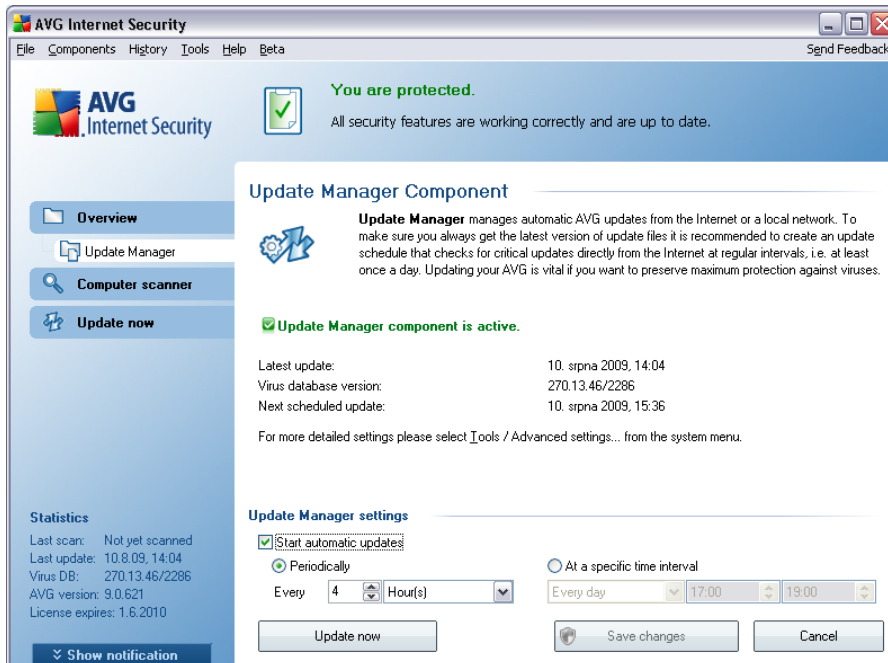 AVG Internet Security
File Components History Tools Help Beta Send Feedback
AVG
Internet Security
You are protected.
All security features are working correctly and are up to date.
Overview
Update Manager
Computer scanner
Update now
Update Manager Component
Update Manager manages automatic AVG updates from the Internet or a local network. To
make sure you always get the latest version of update files it is recommended to create an update
schedule that checks for critical updates directly from the Internet at regular intervals, i.e. at least
once a day. Updating your AVG is vital if you want to preserve maximum protection against viruses.
Update Manager component is active.
Latest update: 10. srpna 2009, 14:04
Virus database version: 270.13.46/2286
Next scheduled update: 10. srpna 2009, 15:36
For more detailed settings please select Tools / Advanced settings... from the system menu.
Statistics
Last scan: Not yet scanned
Last update: 10.8.09, 14:04
Virus DB: 270.13.46/2286
AVG version: 9.0.621
License expires: 1.6.2010
Show notification
Update Manager settings
Start automatic updates
Periodically At a specific time interval
Every 4 Hour(s) Every day 17:00 19:00
Update now Save changes Cancel